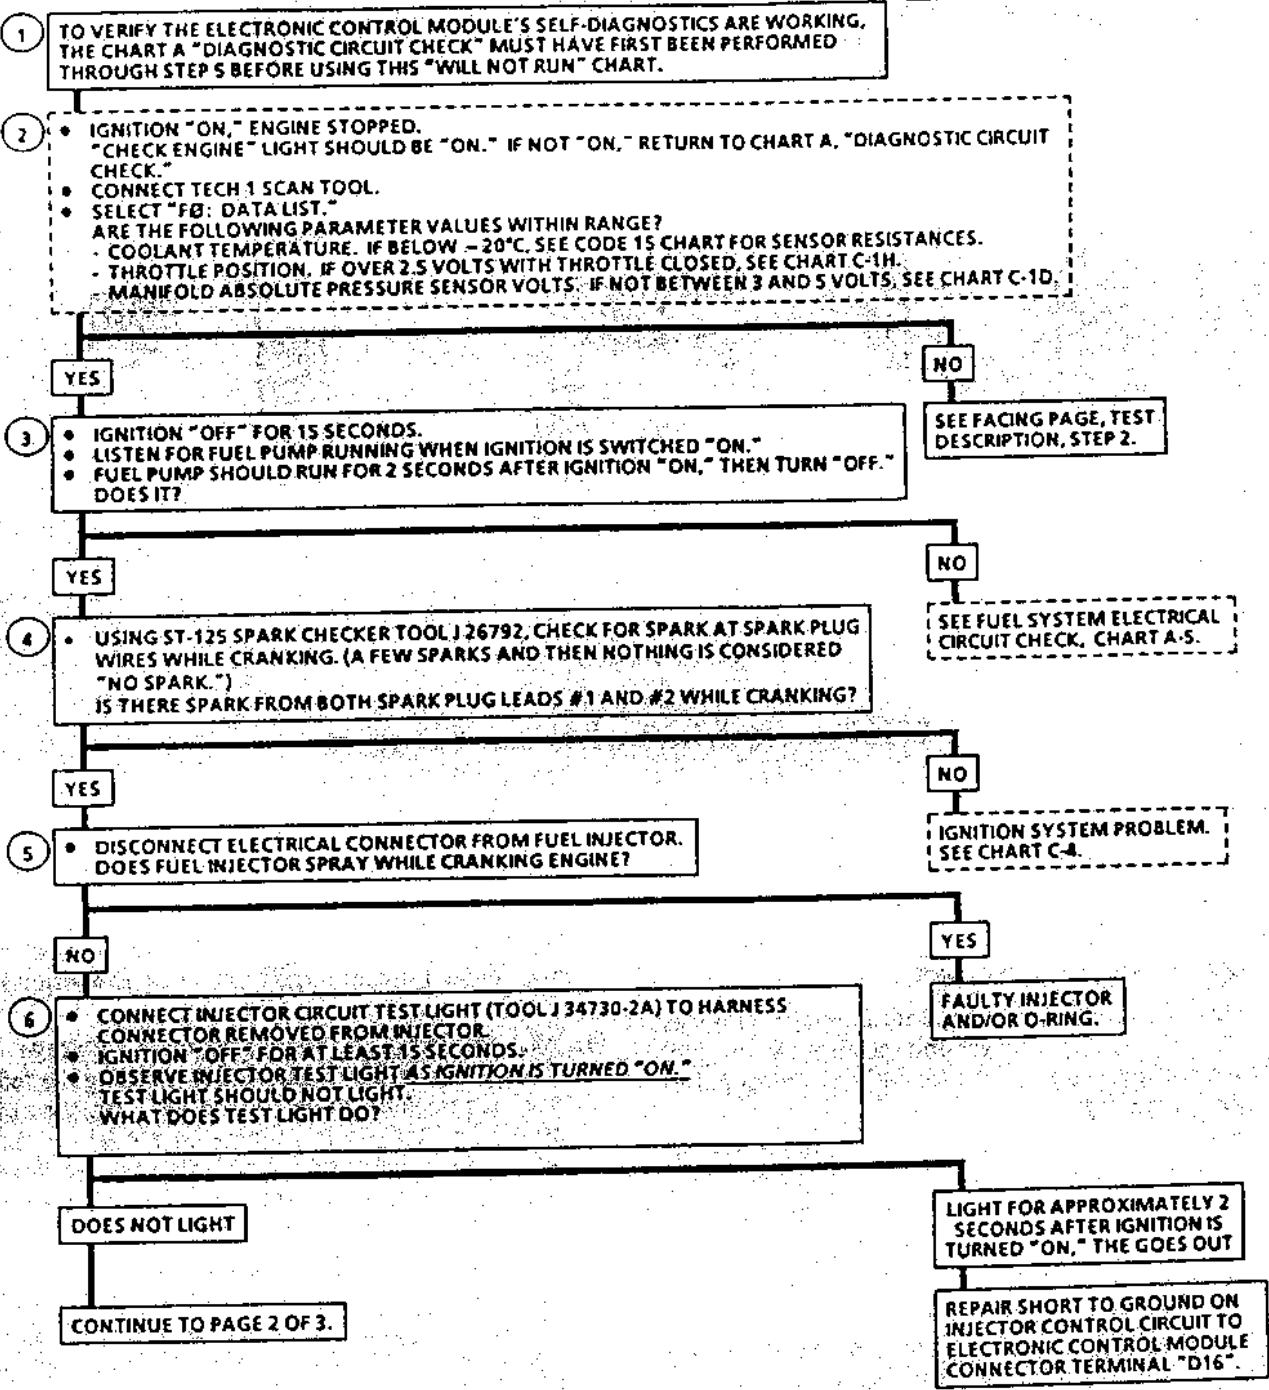 1
TO VERIFY THE ELECTRONIC CONTROL MODULE'S SELF-DIAGNOSTICS ARE WORKING,
THE CHART A "DIAGNOSTIC CIRCUIT CHECK" MUST HAVE FIRST BEEN PERFORMED
THROUGH STEP 5 BEFORE USING THIS "WILL NOT RUN" CHART.
2
• IGNITION "ON," ENGINE STOPPED.
"CHECK ENGINE" LIGHT SHOULD BE "ON." IF NOT "ON," RETURN TO CHART A, "DIAGNOSTIC CIRCUIT
CHECK."
• CONNECT TECH 1 SCAN TOOL.
• SELECT "FØ: DATA LIST."
ARE THE FOLLOWING PARAMETER VALUES WITHIN RANGE?
- COOLANT TEMPERATURE. IF BELOW -20°C, SEE CODE 15 CHART FOR SENSOR RESISTANCES.
- THROTTLE POSITION, IF OVER 2.5 VOLTS WITH THROTTLE CLOSED, SEE CHART C-1H.
- MANIFOLD ABSOLUTE PRESSURE SENSOR VOLTS. IF NOT BETWEEN 3 AND 5 VOLTS, SEE CHART C-1D.
YES
NO
SEE FACING PAGE, TEST
DESCRIPTION, STEP 2.
3
• IGNITION "OFF" FOR 15 SECONDS.
• LISTEN FOR FUEL PUMP RUNNING WHEN IGNITION IS SWITCHED "ON."
• FUEL PUMP SHOULD RUN FOR 2 SECONDS AFTER IGNITION "ON," THEN TURN "OFF."
DOES IT?
YES
NO
SEE FUEL SYSTEM ELECTRICAL
CIRCUIT CHECK, CHART A-5.
4
• USING ST-125 SPARK CHECKER TOOL J 26792, CHECK FOR SPARK AT SPARK PLUG
WIRES WHILE CRANKING. (A FEW SPARKS AND THEN NOTHING IS CONSIDERED
"NO SPARK.")
IS THERE SPARK FROM BOTH SPARK PLUG LEADS #1 AND #2 WHILE CRANKING?
YES
NO
IGNITION SYSTEM PROBLEM.
SEE CHART C-4.
5
• DISCONNECT ELECTRICAL CONNECTOR FROM FUEL INJECTOR.
DOES FUEL INJECTOR SPRAY WHILE CRANKING ENGINE?
NO
YES
FAULTY INJECTOR
AND/OR O-RING.
6
• CONNECT INJECTOR CIRCUIT TEST LIGHT (TOOL J 34730-2A) TO HARNESS
CONNECTOR REMOVED FROM INJECTOR.
• IGNITION "OFF" FOR AT LEAST 15 SECONDS.
• OBSERVE INJECTOR TEST LIGHT AS IGNITION IS TURNED "ON."
TEST LIGHT SHOULD NOT LIGHT.
WHAT DOES TEST LIGHT DO?
DOES NOT LIGHT
CONTINUE TO PAGE 2 OF 3.
LIGHT FOR APPROXIMATELY 2
SECONDS AFTER IGNITION IS
TURNED "ON," THE GOES OUT
REPAIR SHORT TO GROUND ON
INJECTOR CONTROL CIRCUIT TO
ELECTRONIC CONTROL MODULE
CONNECTOR TERMINAL "D16".